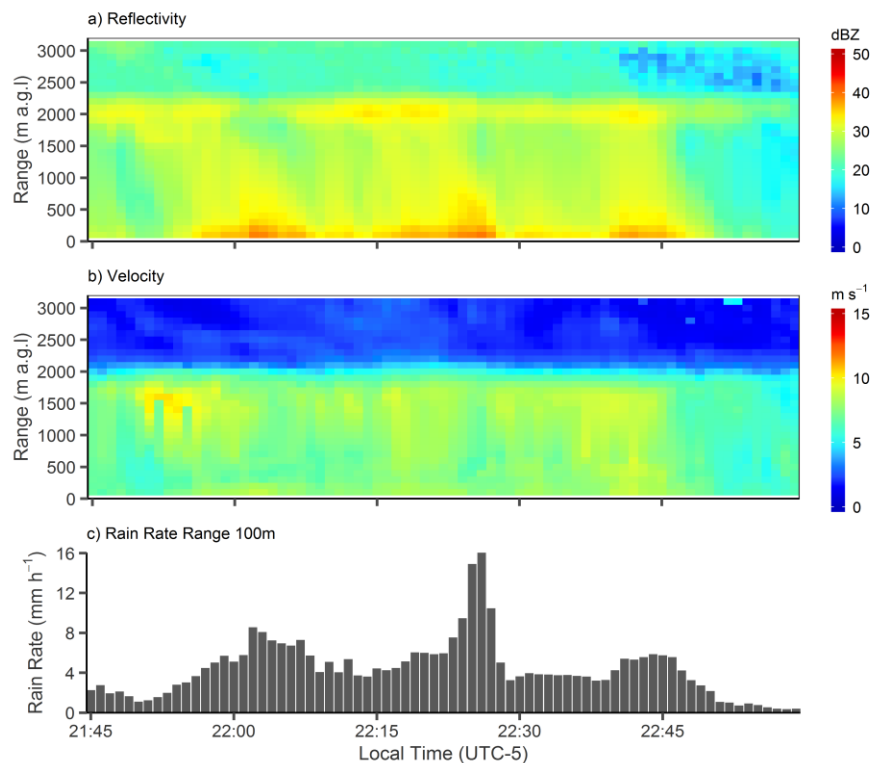 a) Reflectivity
dBZ
Range (m a.g.l)
3000
2500
2000
1500
1000
500
0
50
40
30
20
10
0
b) Velocity
m s⁻¹
Range (m a.g.l)
3000
2500
2000
1500
1000
500
0
15
10
5
0
c) Rain Rate Range 100m
Rain Rate (mm h⁻¹)
16
12
8
4
0
21:45 22:00 22:15 22:30 22:45
Local Time (UTC-5)